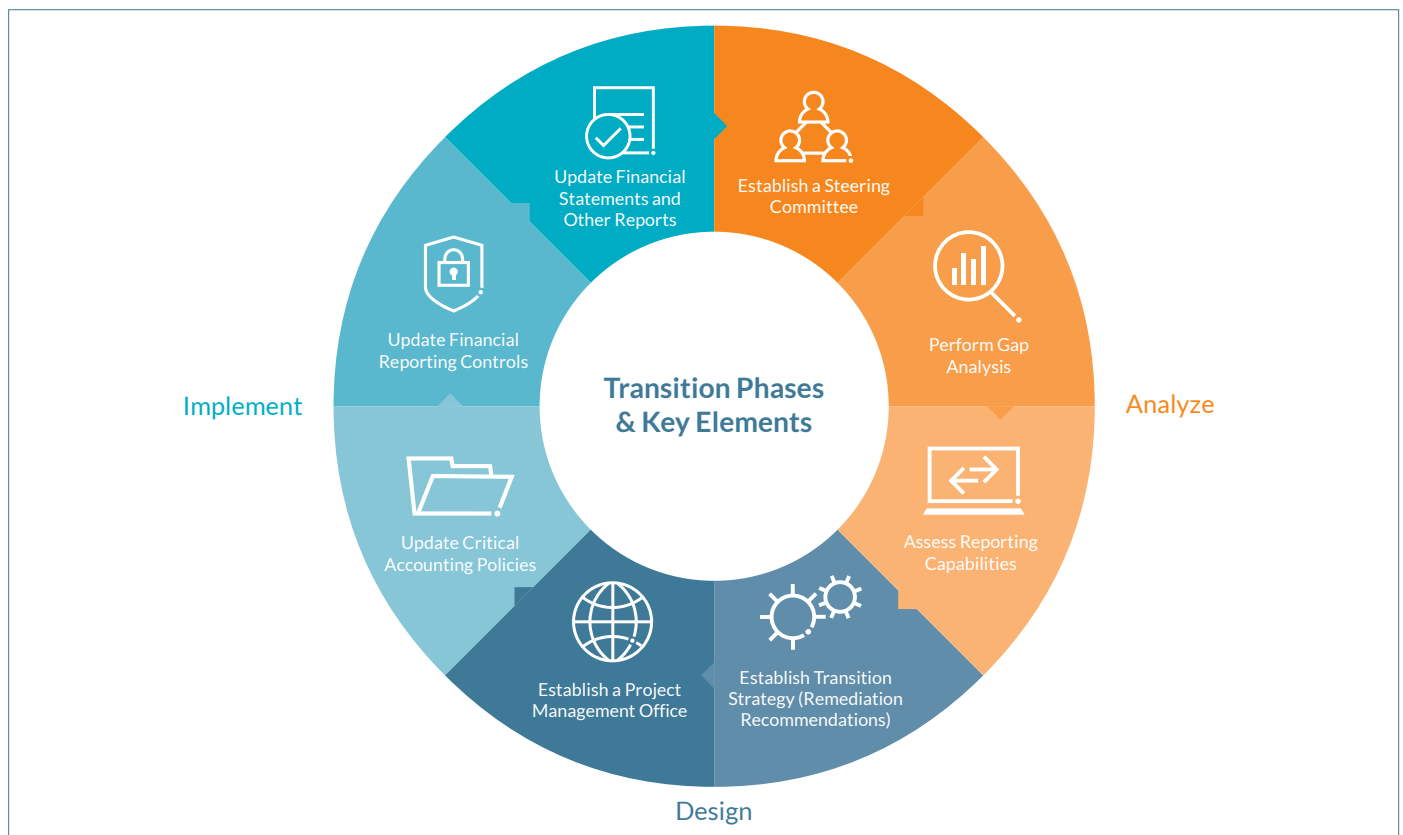 Update Financial
Statements and
Other Reports
Establish a Steering
Committee
Update Financial
Reporting Controls
Perform Gap
Analysis
Transition Phases
& Key Elements
Implement
Analyze
Update Critical
Accounting Policies
Assess Reporting
Capabilities
Establish a Project
Management Office
Establish Transition
Strategy (Remediation
Recommendations)
Design